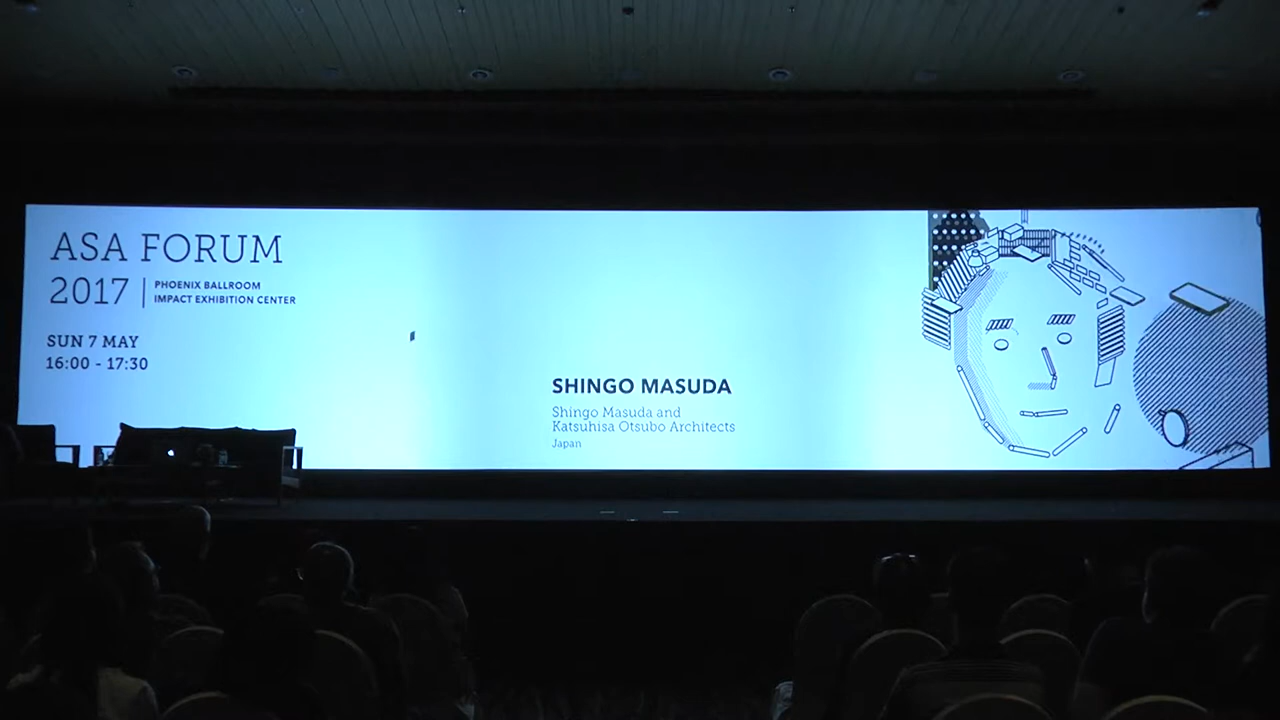 ASA FORUM
2017
PHOENIX BALLROOM
IMPACT EXHIBITION CENTER
SUN 7 MAY
16:00 - 17:30
SHINGO MASUDA
Shingo Masuda and
Katsuhisa Otsubo Architects
Japan